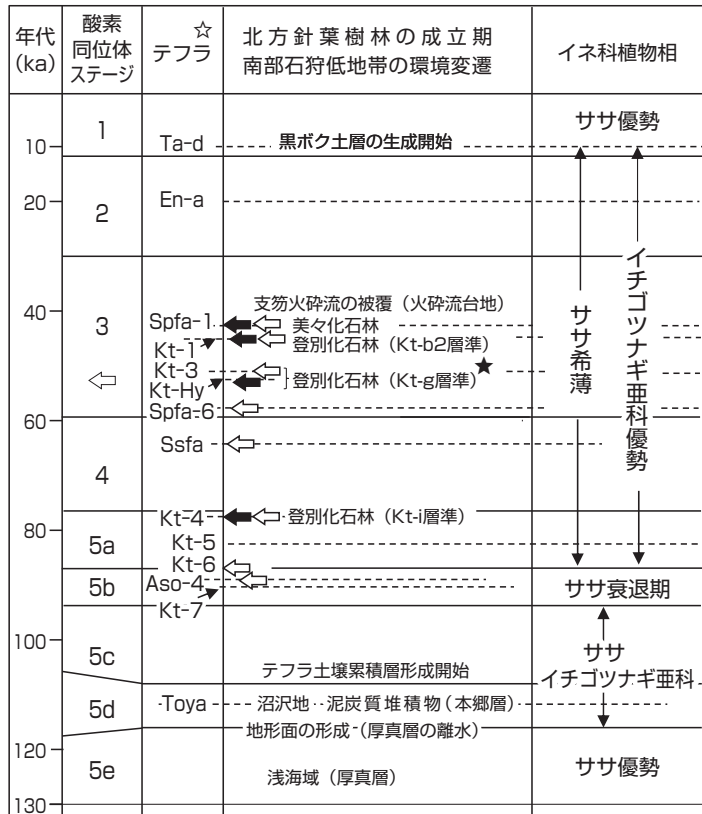 年代
(ka)
酸素
同位体
ステージ
☆
テフラ
北方針葉樹林の成立期
南部石狩低地帯の環境変遷
イネ科植物相
10
20
40
60
80
100
120
130
1
2
3
4
5a
5b
5c
5d
5e
Ta-d
En-a
Spfa-1
Kt-1
Kt-3
Kt-Hy
Spfa-6
Ssfa
Kt-4
Kt-5
Kt-6
Aso-4
Kt-7
Toya
黒ボク土層の生成開始
支笏火砕流の被覆（火砕流台地）
美々化石林
登別化石林（Kt-b2層準）
登別化石林（Kt-g層準）★
登別化石林（Kt-i層準）
テフラ土壌累積層形成開始
沼沢地 泥炭質堆積物（本郷層）
地形面の形成（厚真層の離水）
浅海域（厚真層）
ササ優勢
ササ希薄
イチゴツナギ亜科優勢
ササ衰退期
ササ
イチゴツナギ亜科
ササ優勢